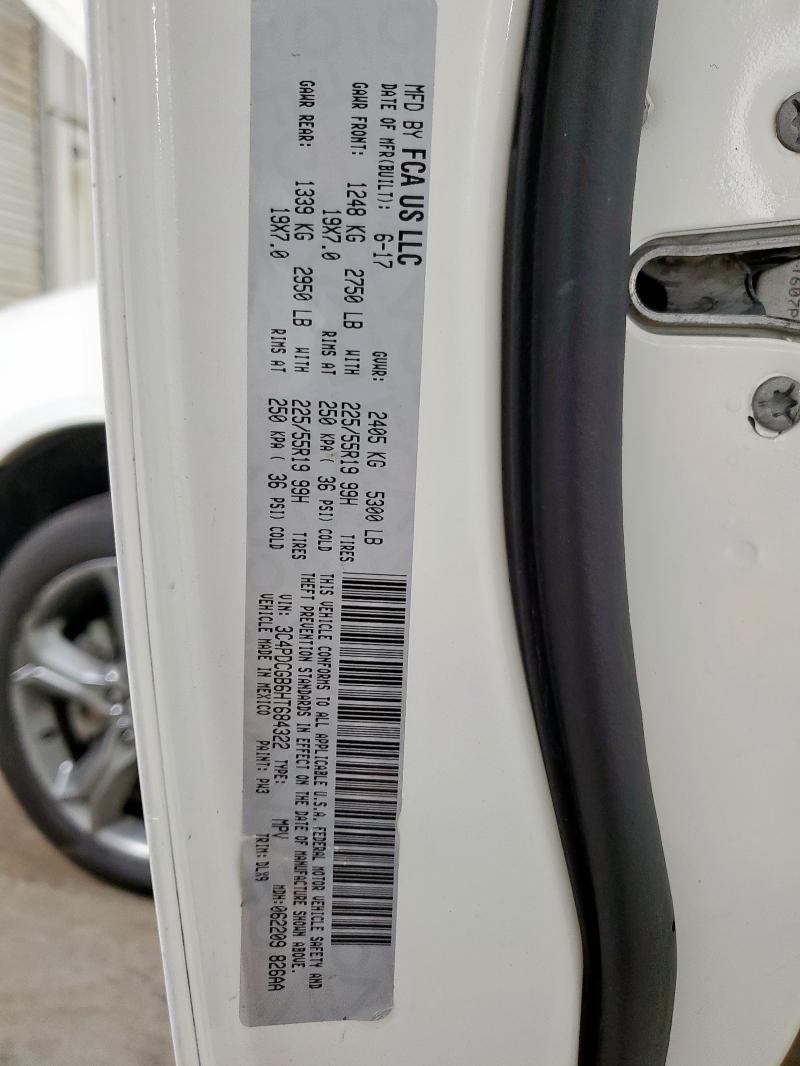 MFD BY FCA US LLC
DATE OF MFR(BUILT): 6-17 GVWR: 2405 KG 5300 LB
GAWR FRONT: 1248 KG 2750 LB WITH 225/55R19 99H TIRES
19X7.0 RIMS AT 250 KPA( 36 PSI) COLD
GAWR REAR: 1339 KG 2950 LB WITH 225/55R19 99H TIRES
19X7.0 RIMS AT 250 KPA( 36 PSI) COLD
THIS VEHICLE CONFORMS TO ALL APPLICABLE U.S.A. FEDERAL MOTOR VEHICLE SAFETY AND
THEFT PREVENTION STANDARDS IN EFFECT ON THE DATE OF MANUFACTURE SHOWN ABOVE.
VIN: 3C4PDCGB6HT684322 TYPE: MPV MDH:062209 826AA
VEHICLE MADE IN MEXICO PAINT: PW3 TRIM:DLX9